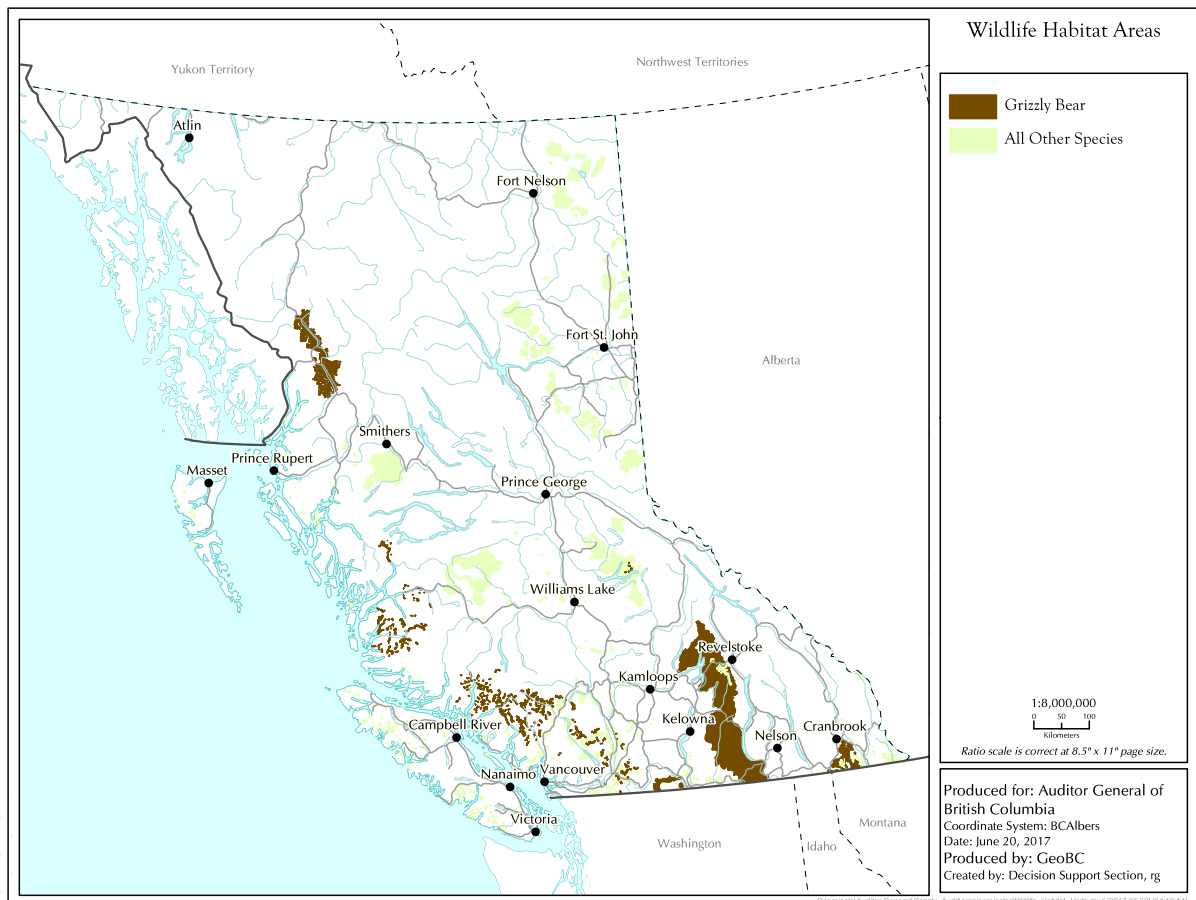 Wildlife Habitat Areas
Yukon Territory
Northwest Territories
Grizzly Bear
All Other Species
Atlin
Fort Nelson
Fort St. John
Alberta
Smithers
Prince Rupert
Masset
Prince George
Williams Lake
Revelstoke
Kamloops
Kelowna
Campbell River
Nelson
Cranbrook
Nanaimo
Vancouver
Victoria
Washington
Idaho
Montana
1:8,000,000
0 50 100
Kilometers
Ratio scale is correct at 8.5" x 11" page size.
Produced for: Auditor General of
British Columbia
Coordinate System: BCAlbers
Date: June 20, 2017
Produced by: GeoBC
Created by: Decision Support Section, rg